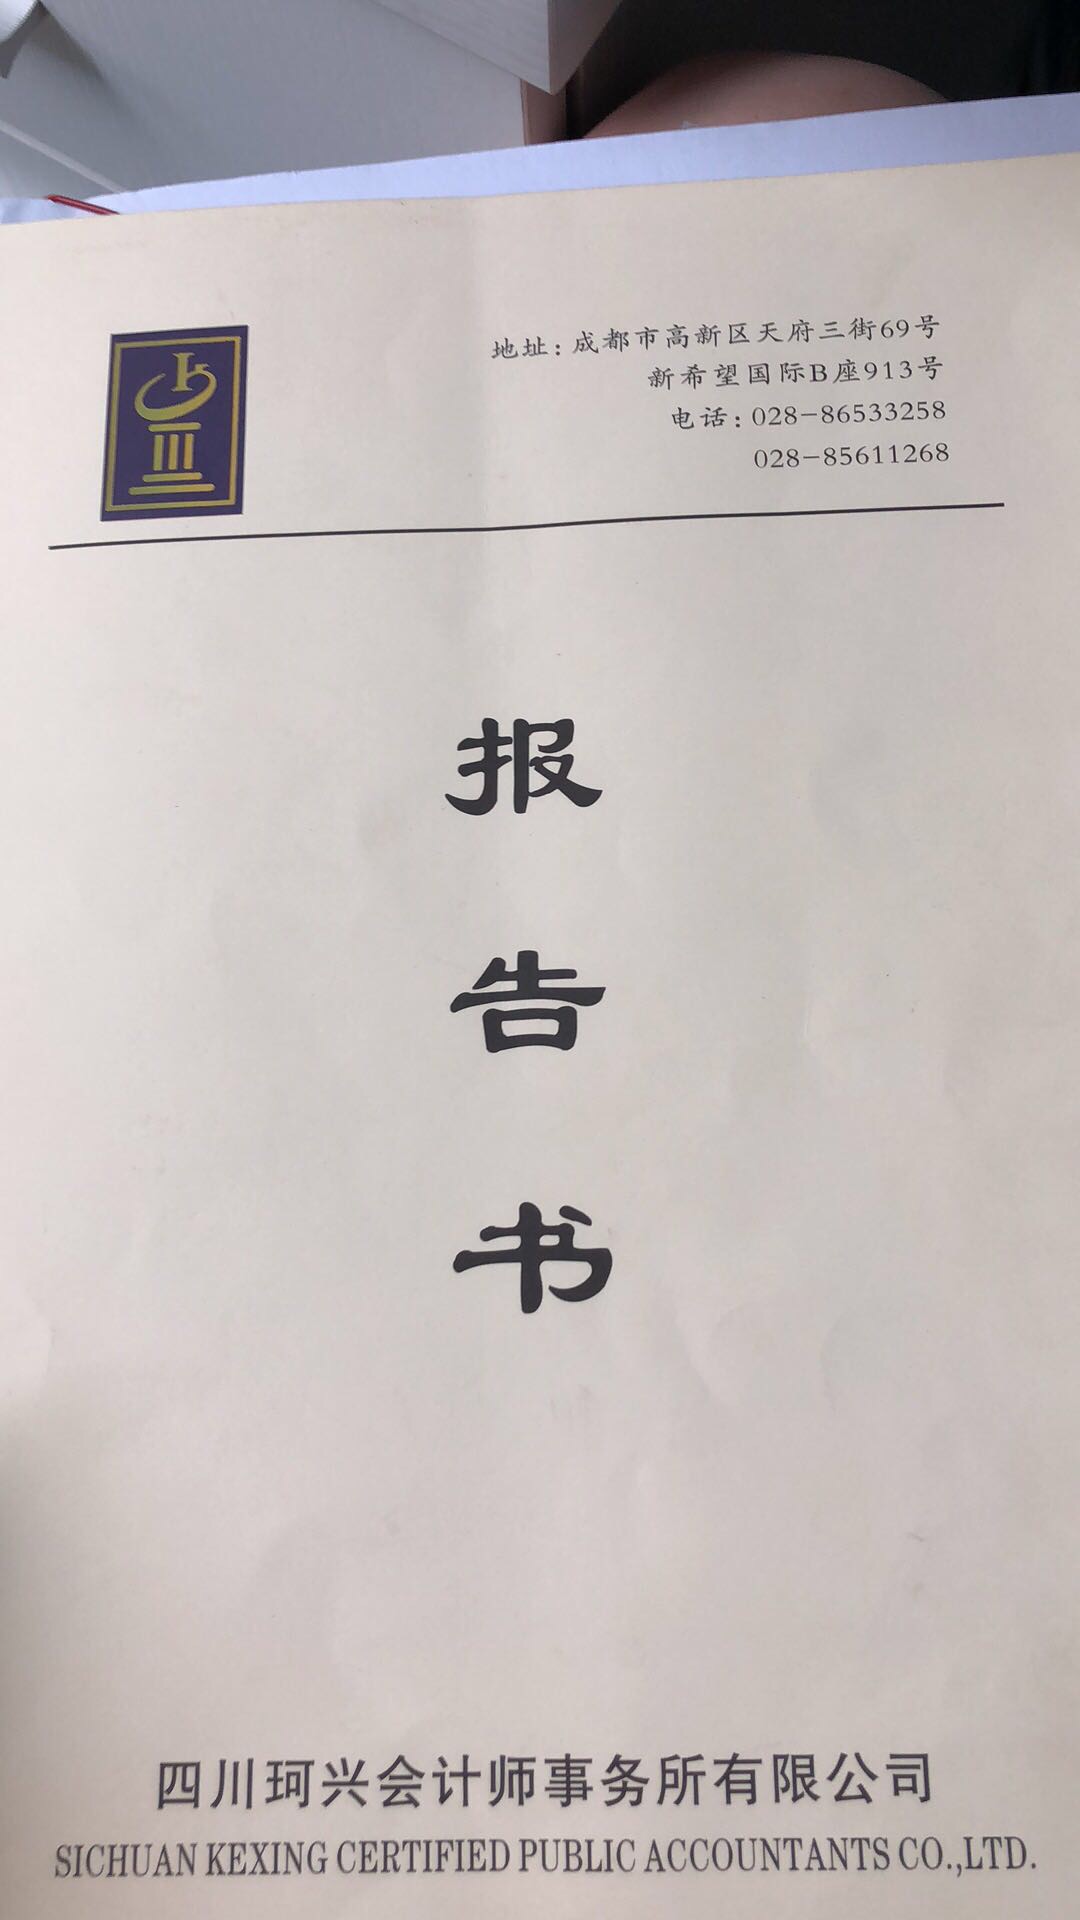 地址：成都市高新区天府三街69号
新希望国际B座913号
电话：028-86533258
028-85611268
报
告
书
四川珂兴会计师事务所有限公司
SICHUAN KEXING CERTIFIED PUBLIC ACCOUNTANTS CO.,LTD.